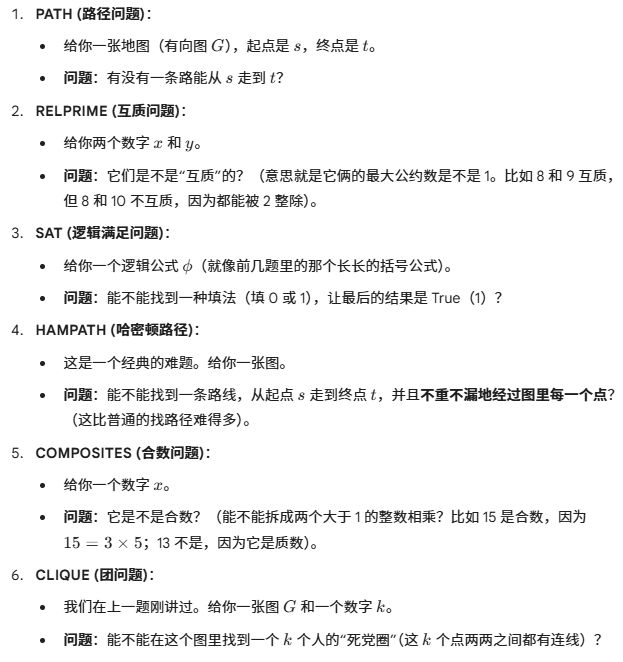 1. PATH (路径问题)：
• 给你一张地图（有向图 G），起点是 s，终点是 t。
• 问题：有没有一条路能从 s 走到 t？
2. RELPRIME (互质问题)：
• 给你两个数字 x 和 y。
• 问题：它们是不是“互质”的？（意思就是它俩的最大公约数是不是 1。比如 8 和 9 互质，
但 8 和 10 不互质，因为都能被 2 整除）。
3. SAT (逻辑满足问题)：
• 给你一个逻辑公式 ϕ（就像前几题里的那个长长的括号公式）。
• 问题：能不能找到一种填法（填 0 或 1），让最后的结果是 True（1）？
4. HAMPATH (哈密顿路径)：
• 这是一个经典的难题。给你一张图。
• 问题：能不能找到一条路线，从起点 s 走到终点 t，并且不重不漏地经过图里每一个点？
（这比普通的找路径难得多）。
5. COMPOSITES (合数问题)：
• 给你一个数字 x。
• 问题：它是不是合数？（能不能拆成两个大于 1 的整数相乘？比如 15 是合数，因为
15 = 3 × 5；13 不是，因为它是质数）。
6. CLIQUE (团问题)：
• 我们在上一题刚讲过。给你一张图 G 和一个数字 k。
• 问题：能不能在这个图里找到一个 k 个人的“死党圈”（这 k 个点两两之间都有连线）？